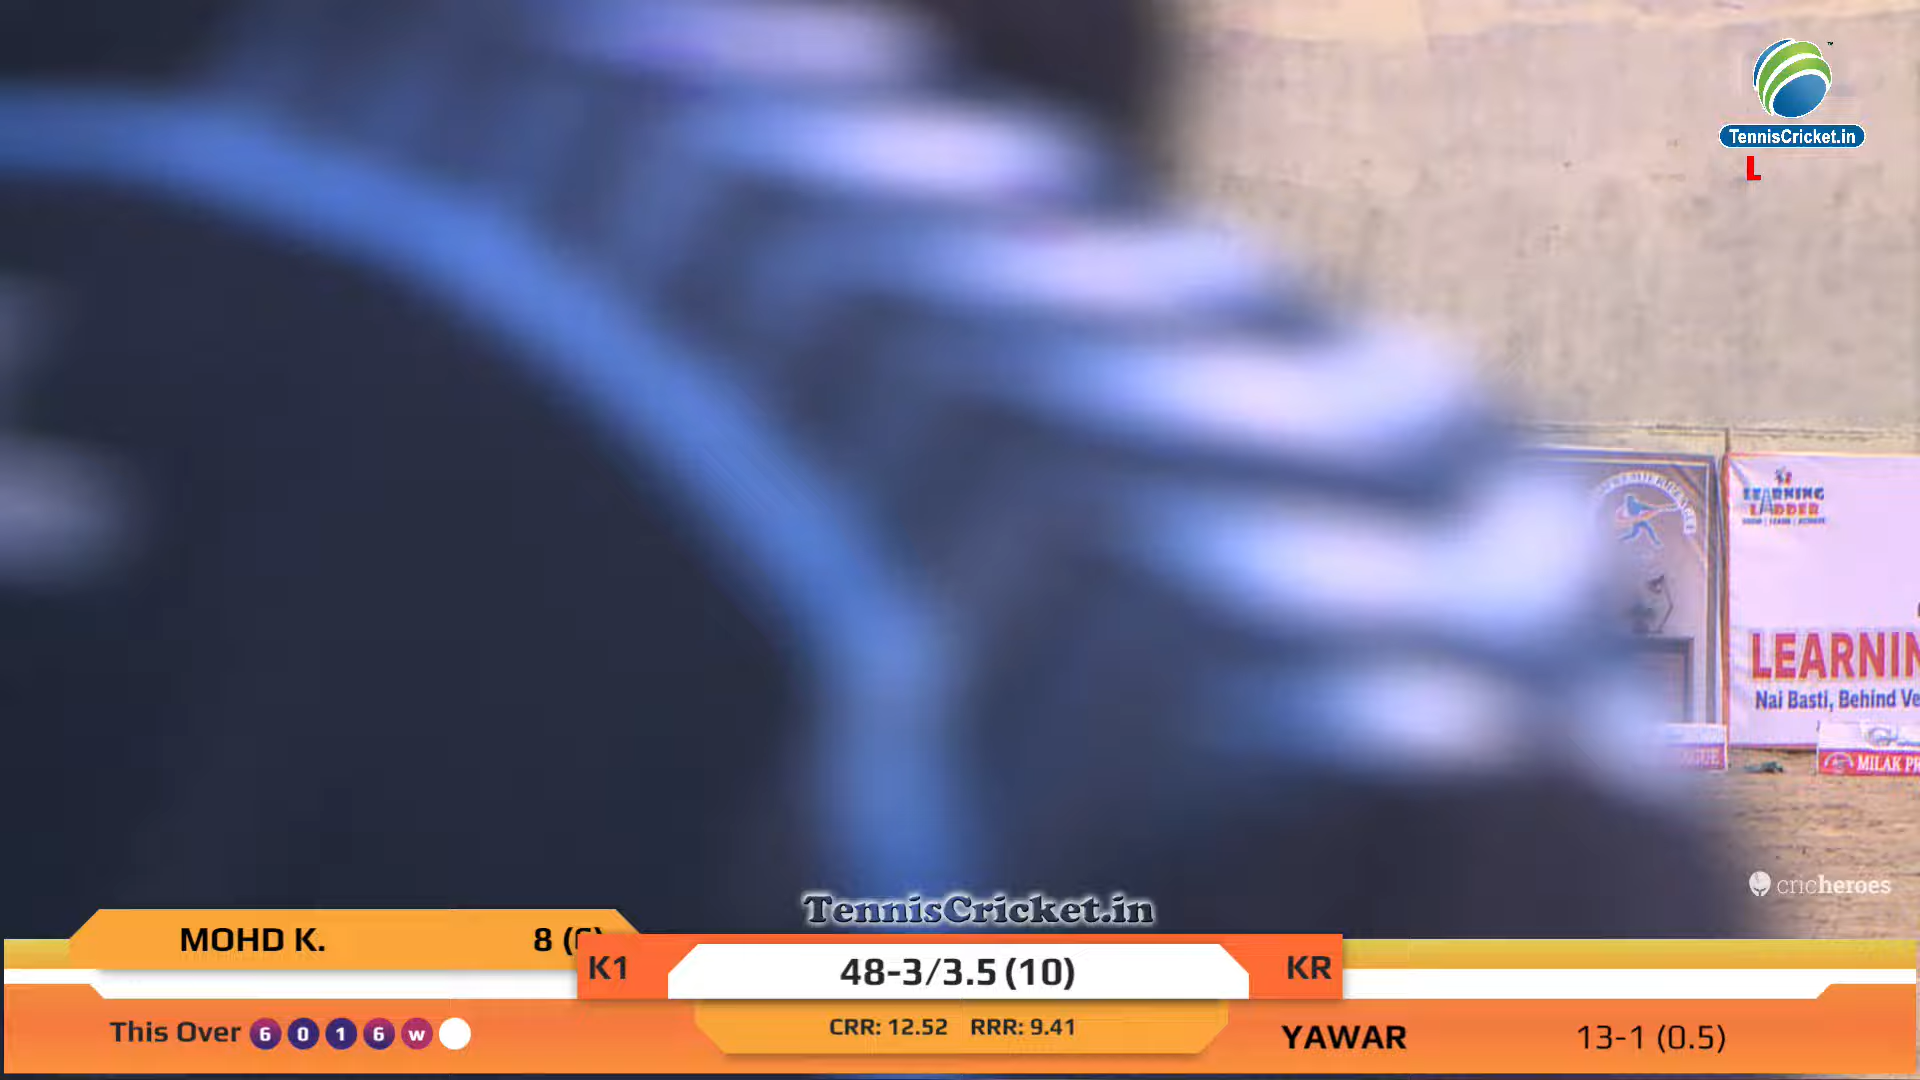 TennisCricket.in
L
LEARNING
LADDER
LEARNIN
Nai Basti, Behind Ve
MILAK PR
cricheroes
TennisCricket.in
MOHD K. 8
K1 48-3/3.5 (10) KR
CRR: 12.52 RRR: 9.41
This Over 6 0 1 6 w
YAWAR 13-1 (0.5)